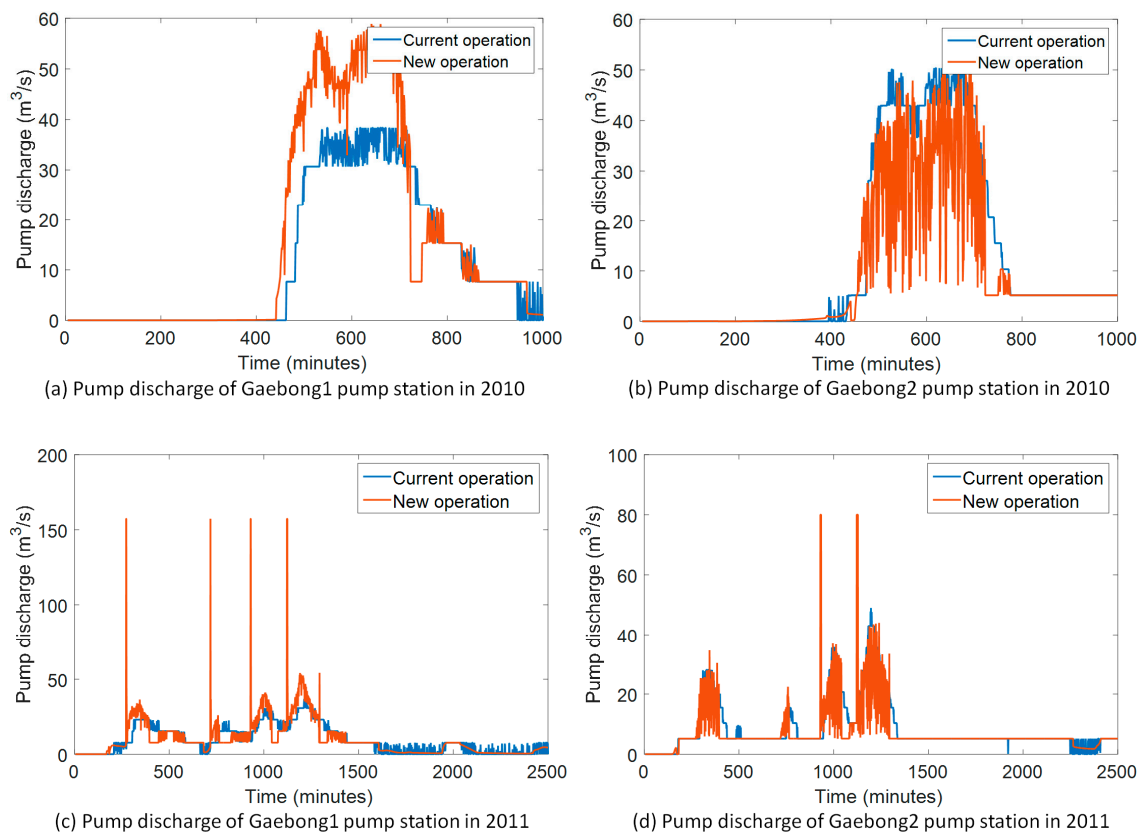 60
50
40
30
20
10
0
Pump discharge (m³/s)
Current operation
New operation
0 200 400 600 800 1000
Time (minutes)
(a) Pump discharge of Gaebong1 pump station in 2010
60
50
40
30
20
10
0
Pump discharge (m³/s)
Current operation
New operation
0 200 400 600 800 1000
Time (minutes)
(b) Pump discharge of Gaebong2 pump station in 2010
200
150
100
50
0
Pump discharge (m³/s)
Current operation
New operation
0 500 1000 1500 2000 2500
Time (minutes)
(c) Pump discharge of Gaebong1 pump station in 2011
100
80
60
40
20
0
Pump discharge (m³/s)
Current operation
New operation
0 500 1000 1500 2000 2500
Time (minutes)
(d) Pump discharge of Gaebong2 pump station in 2011